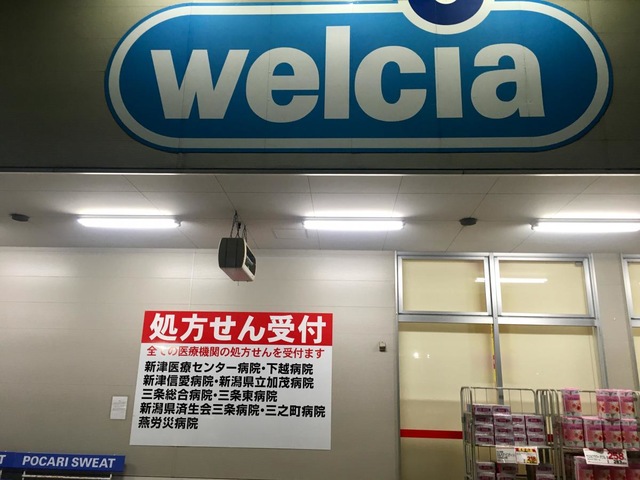 welcia
処方せん受付
全ての医療機関の処方せんを受付ます
新津医療センター病院・下越病院
新津信愛病院・新潟県立加茂病院
三条総合病院・三条東病院
新潟県済生会三条病院・三之町病院
燕労災病院
POCARI SWEAT
258